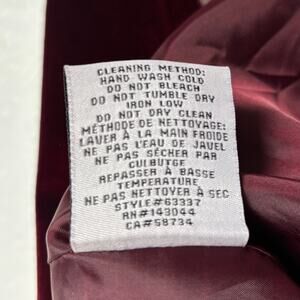 CLEANING METHOD:
HAND WASH COLD
DO NOT BLEACH
DO NOT TUMBLE DRY
IRON LOW
DO NOT DRY CLEAN
MÉTHODE DE NETTOYAGE:
LAVER À LA MAIN FROIDE
NE PAS L'EAU DE JAVEL
NE PAS SÉCHER PAR
CULBUTGE
REPASSER À BASSE
TEMPERATURE
NE PAS NETTOYER À SEC
STYLE#63337
RN#143044
CA#58734